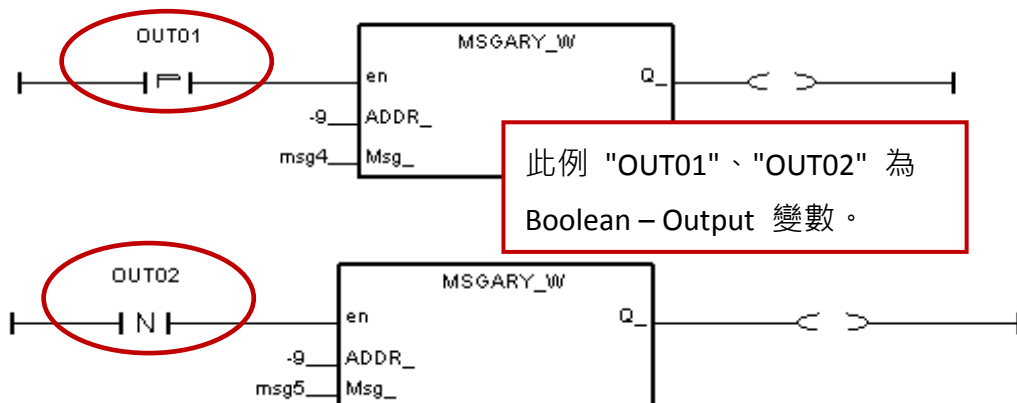 OUT01
MSGARY_W
P
en
Q_
-9
ADDR_
msg4
Msg_
此例 "OUT01"、"OUT02" 為
Boolean – Output 變數。
OUT02
MSGARY_W
N
en
Q_
-9
ADDR_
msg5
Msg_